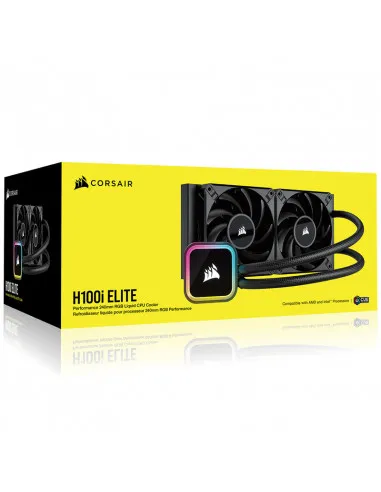 CORSAIR
H100i ELITE
Performance 240mm RGB Liquid CPU Cooler
Refroidisseur liquide pour processeur 240mm RGB Performance
Compatible with AMD and Intel® Processors
H100i ELITE